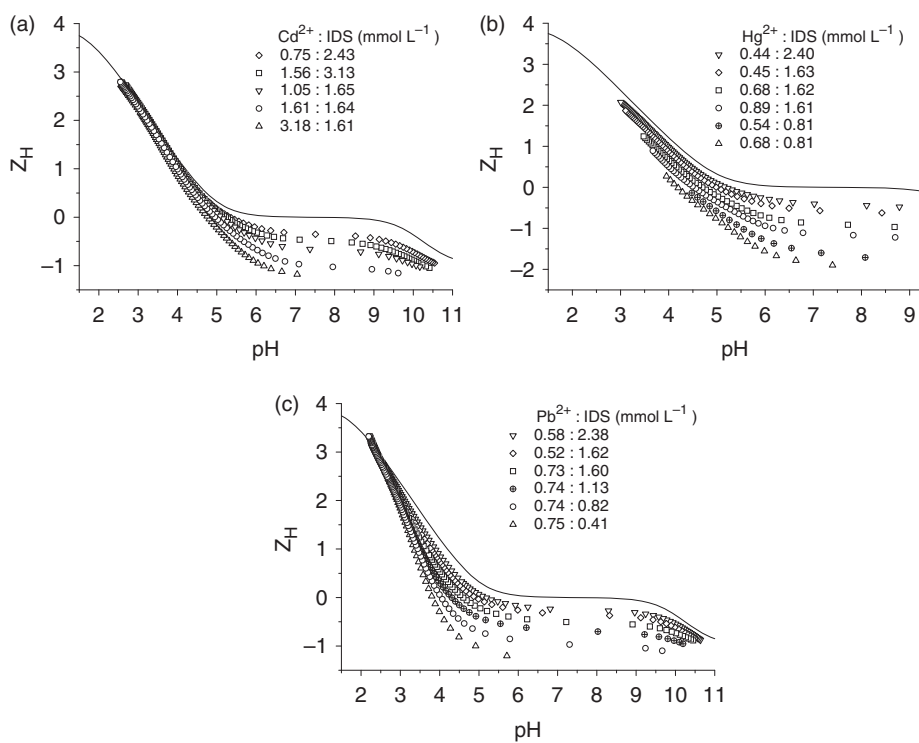 (a)
Cd²⁺ : IDS (mmol L⁻¹)
0.75 : 2.43
1.56 : 3.13
1.05 : 1.65
1.61 : 1.64
3.18 : 1.61
4
3
2
1
0
−1
Z_H
2 3 4 5 6 7 8 9 10 11
pH
(b)
Hg²⁺ : IDS (mmol L⁻¹)
0.44 : 2.40
0.45 : 1.63
0.68 : 1.62
0.89 : 1.61
0.54 : 0.81
0.68 : 0.81
4
3
2
1
0
−1
−2
Z_H
2 3 4 5 6 7 8 9
pH
(c)
Pb²⁺ : IDS (mmol L⁻¹)
0.58 : 2.38
0.52 : 1.62
0.73 : 1.60
0.74 : 1.13
0.74 : 0.82
0.75 : 0.41
4
3
2
1
0
−1
Z_H
2 3 4 5 6 7 8 9 10 11
pH